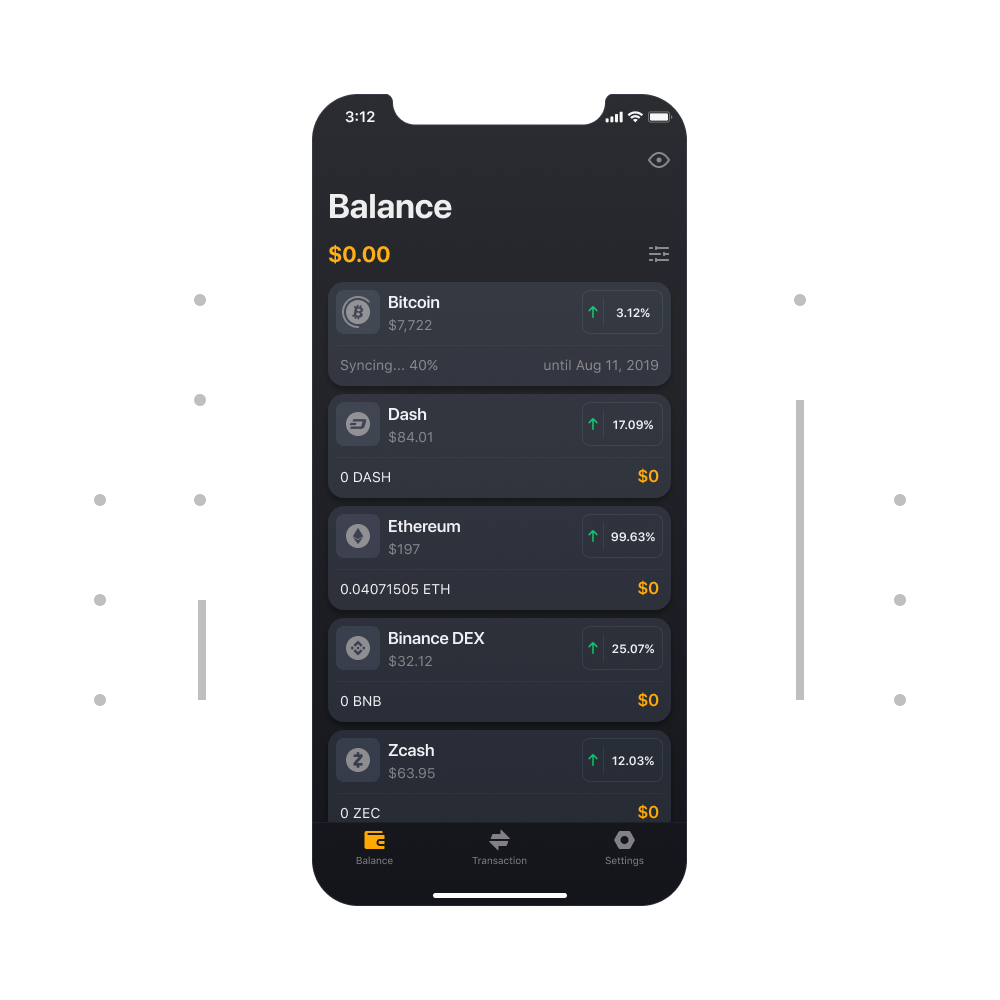 3:12
Balance
$0.00
Bitcoin
$7,722
3.12%
Syncing... 40% until Aug 11, 2019
Dash
$84.01
17.09%
0 DASH $0
Ethereum
$197
99.63%
0.04071505 ETH $0
Binance DEX
$32.12
25.07%
0 BNB $0
Zcash
$63.95
12.03%
0 ZEC $0
Balance Transaction Settings